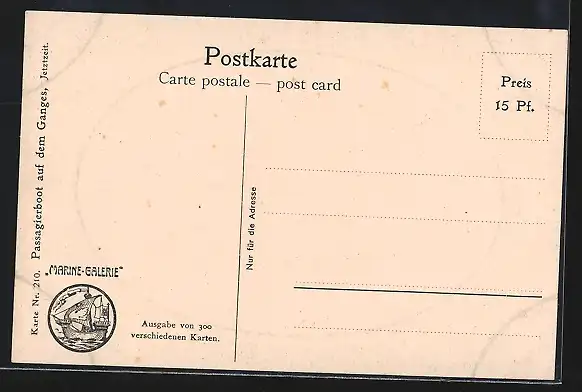 Postkarte
Carte postale — post card
Preis
15 Pf.
Karte Nr. 210. Passagierboot auf dem Ganges, Jetztzeit.
Nur für die Adresse
„MARINE-GALERIE“
Ausgabe von 300
verschiedenen Karten.